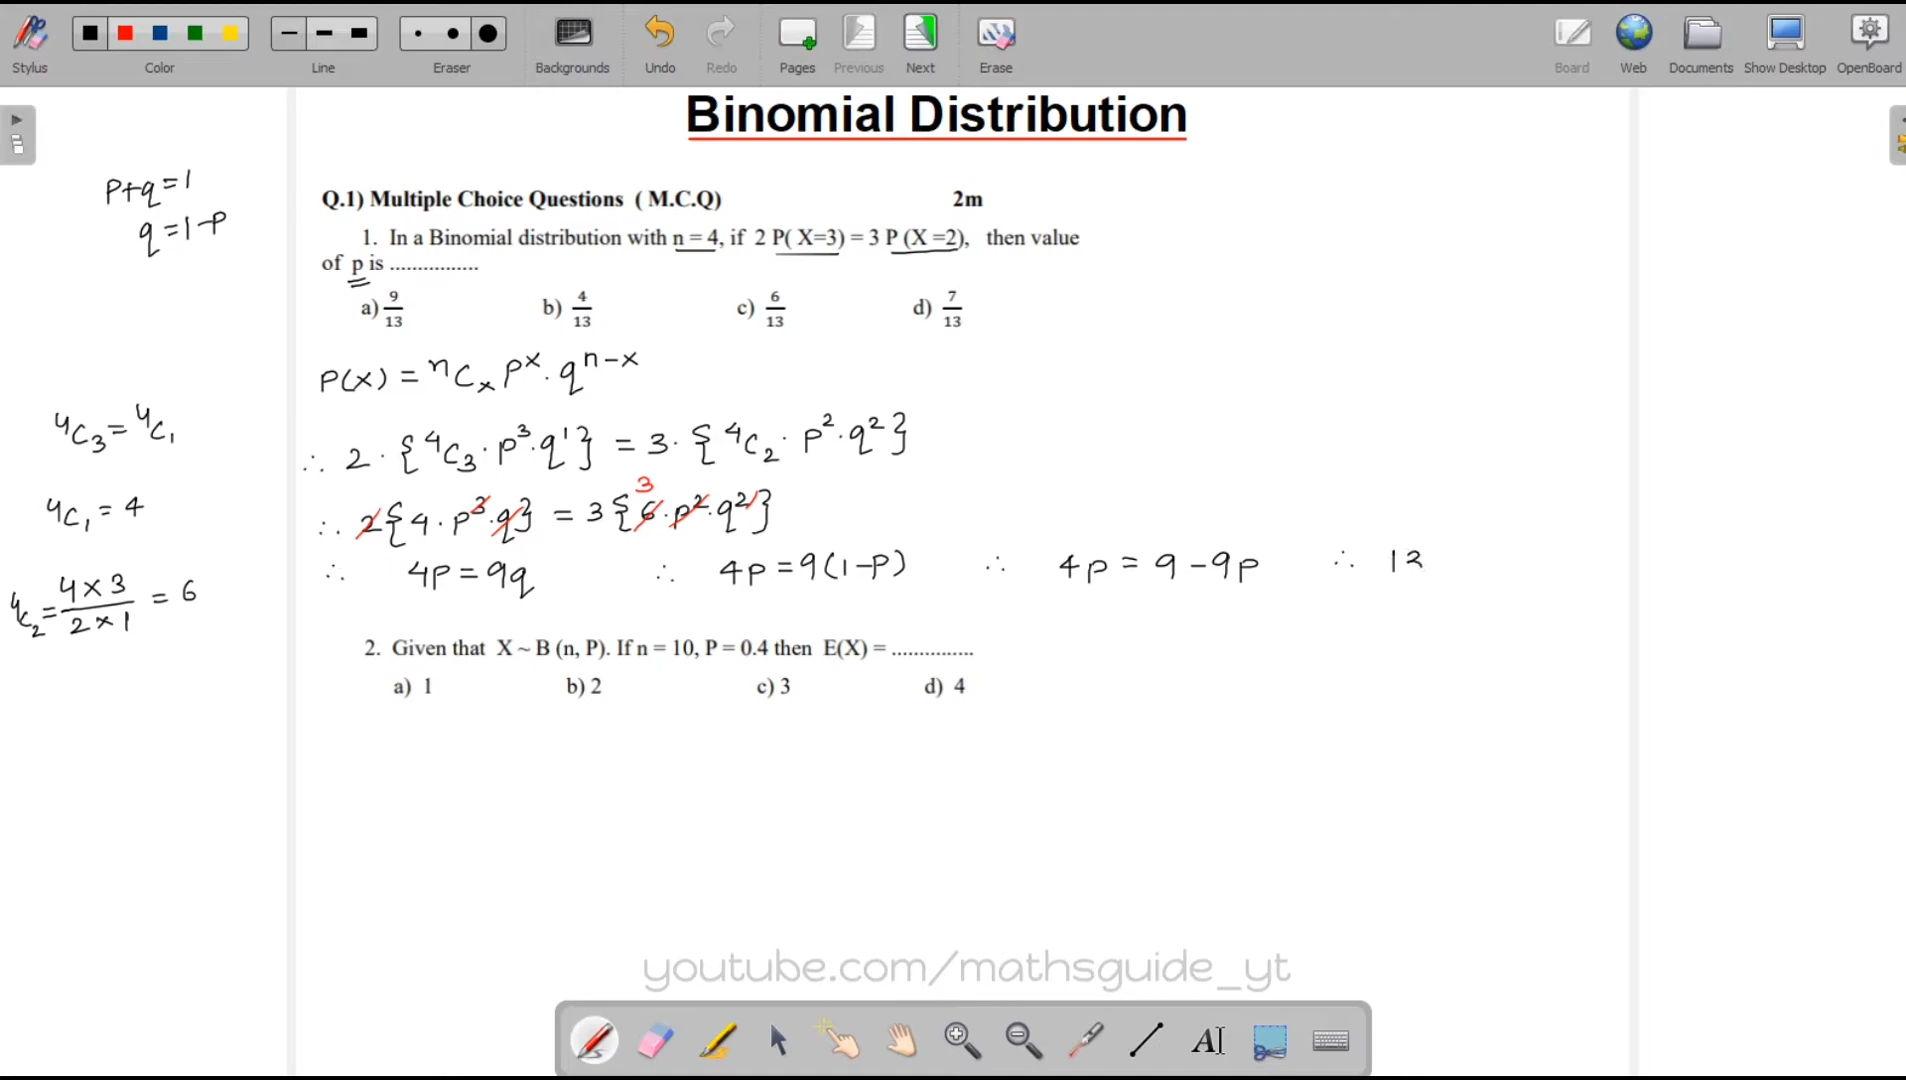 Stylus Color Line Eraser Backgrounds Undo Redo Pages Previous Next Erase Board Web Documents Show Desktop OpenBoard
Binomial Distribution
p+q=1
q=1-p
Q.1) Multiple Choice Questions ( M.C.Q) 2m
1. In a Binomial distribution with n = 4, if 2 P( X=3) = 3 P (X =2), then value
of p is ................
a) 9/13 b) 4/13 c) 6/13 d) 7/13
P(X) = ⁿCₓ pˣ · qⁿ⁻ˣ
⁴C₃ = ⁴C₁
∴ 2 · {⁴C₃ · p³ · q¹} = 3 · {⁴C₂ · p² · q²}
3
⁴C₁ = 4
∴ 2{4 · p³ · q} = 3{6 · p² · q²}
∴ 4p = 9q ∴ 4p = 9(1-p) ∴ 4p = 9 - 9p ∴ 13
⁴C₂ = 4×3/2×1 = 6
2. Given that X ~ B (n, P). If n = 10, P = 0.4 then E(X) = ...............
a) 1 b) 2 c) 3 d) 4
youtube.com/mathsguide_yt